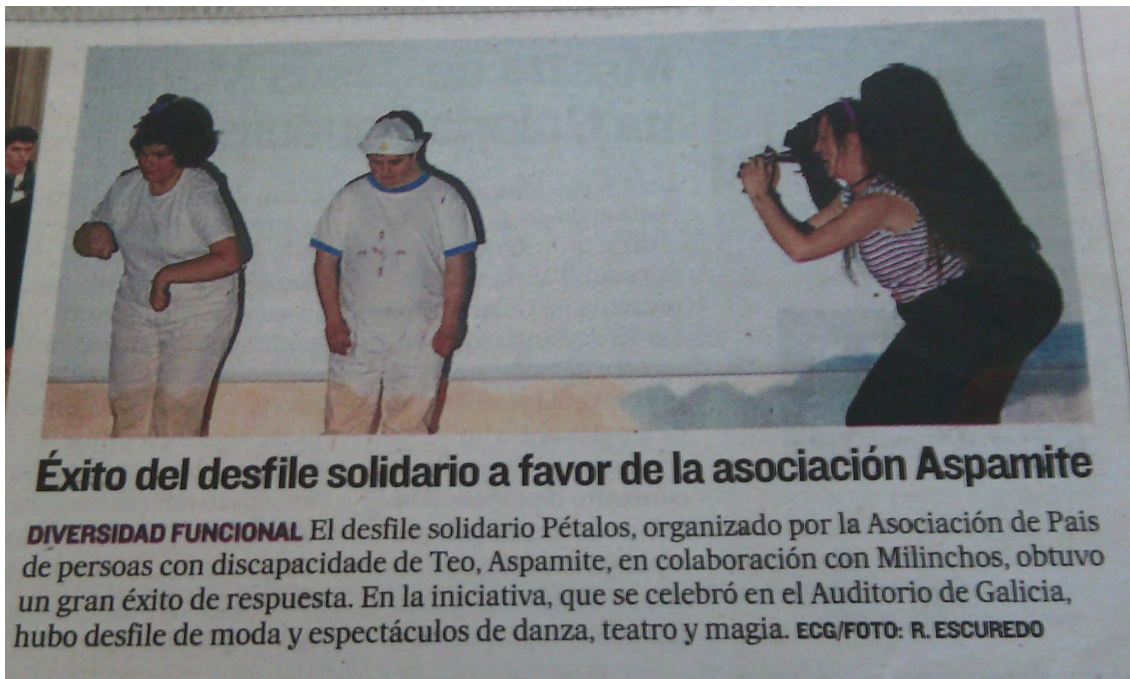 Éxito del desfile solidario a favor de la asociación Aspamite
DIVERSIDAD FUNCIONAL El desfile solidario Pétalos, organizado por la Asociación de Pais
de persoas con discapacidade de Teo, Aspamite, en colaboración con Milinchos, obtuvo
un gran éxito de respuesta. En la iniciativa, que se celebró en el Auditorio de Galicia,
hubo desfile de moda y espectáculos de danza, teatro y magia. ECG/FOTO: R. ESCUREDO